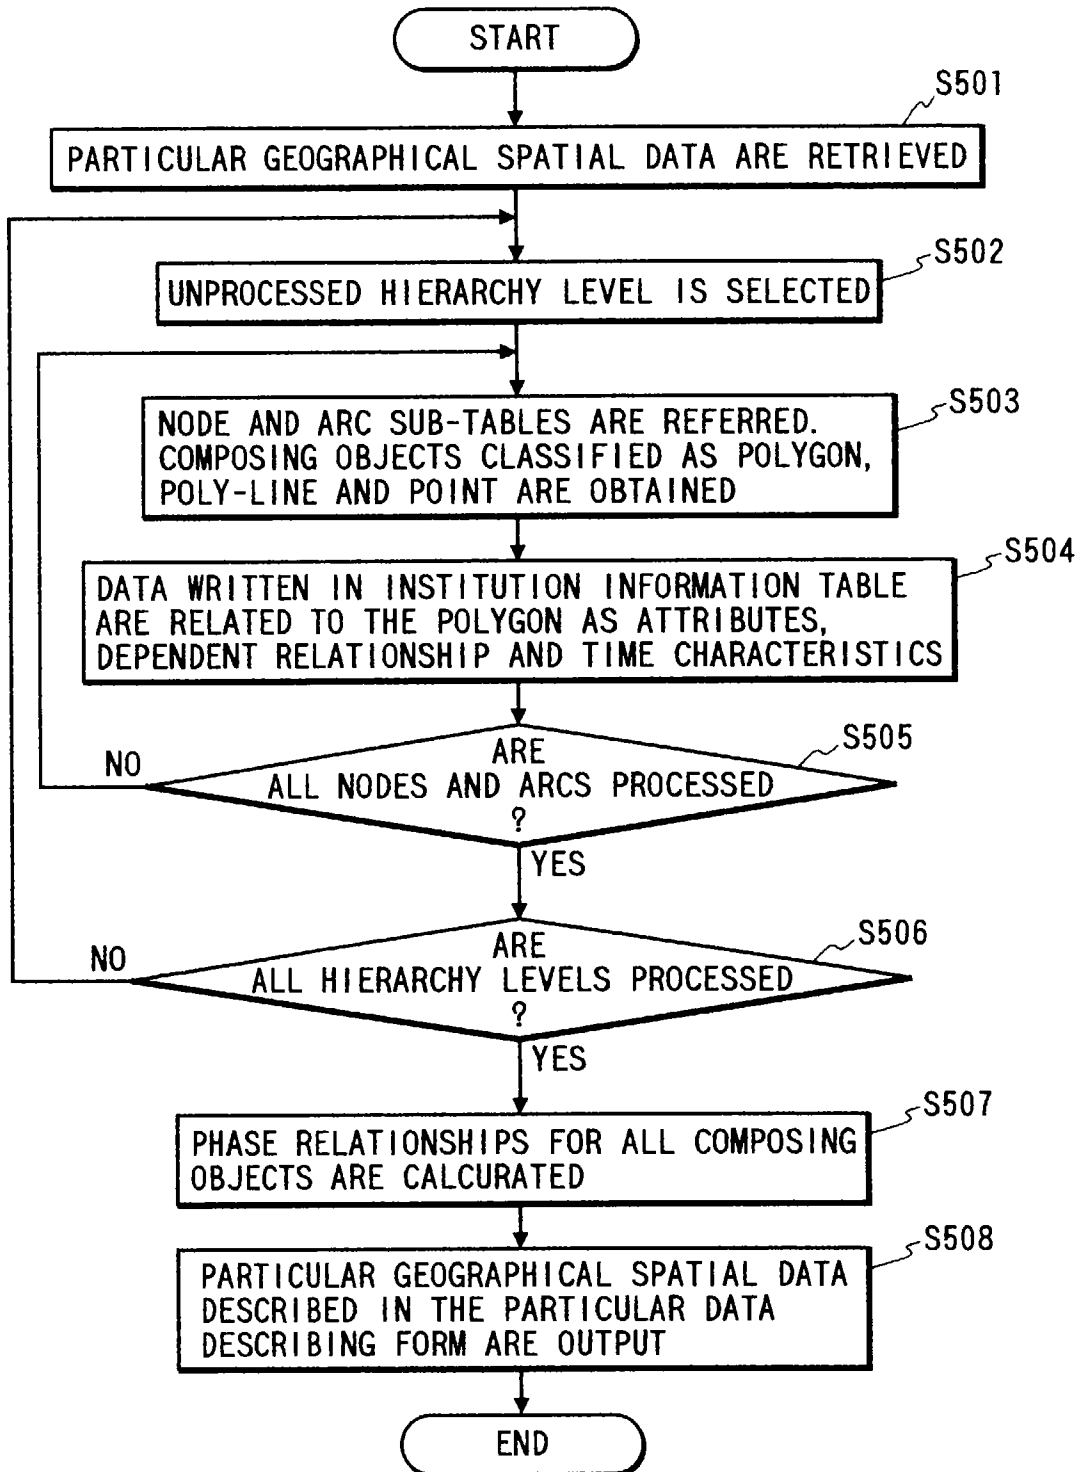 START
S501
PARTICULAR GEOGRAPHICAL SPATIAL DATA ARE RETRIEVED
S502
UNPROCESSED HIERARCHY LEVEL IS SELECTED
S503
NODE AND ARC SUB-TABLES ARE REFERRED.
COMPOSING OBJECTS CLASSIFIED AS POLYGON,
POLY-LINE AND POINT ARE OBTAINED
S504
DATA WRITTEN IN INSTITUTION INFORMATION TABLE
ARE RELATED TO THE POLYGON AS ATTRIBUTES,
DEPENDENT RELATIONSHIP AND TIME CHARACTERISTICS
S505
NO
ARE
ALL NODES AND ARCS PROCESSED
?
YES
S506
NO
ARE
ALL HIERARCHY LEVELS PROCESSED
?
YES
S507
PHASE RELATIONSHIPS FOR ALL COMPOSING
OBJECTS ARE CALCURATED
S508
PARTICULAR GEOGRAPHICAL SPATIAL DATA
DESCRIBED IN THE PARTICULAR DATA
DESCRIBING FORM ARE OUTPUT
END